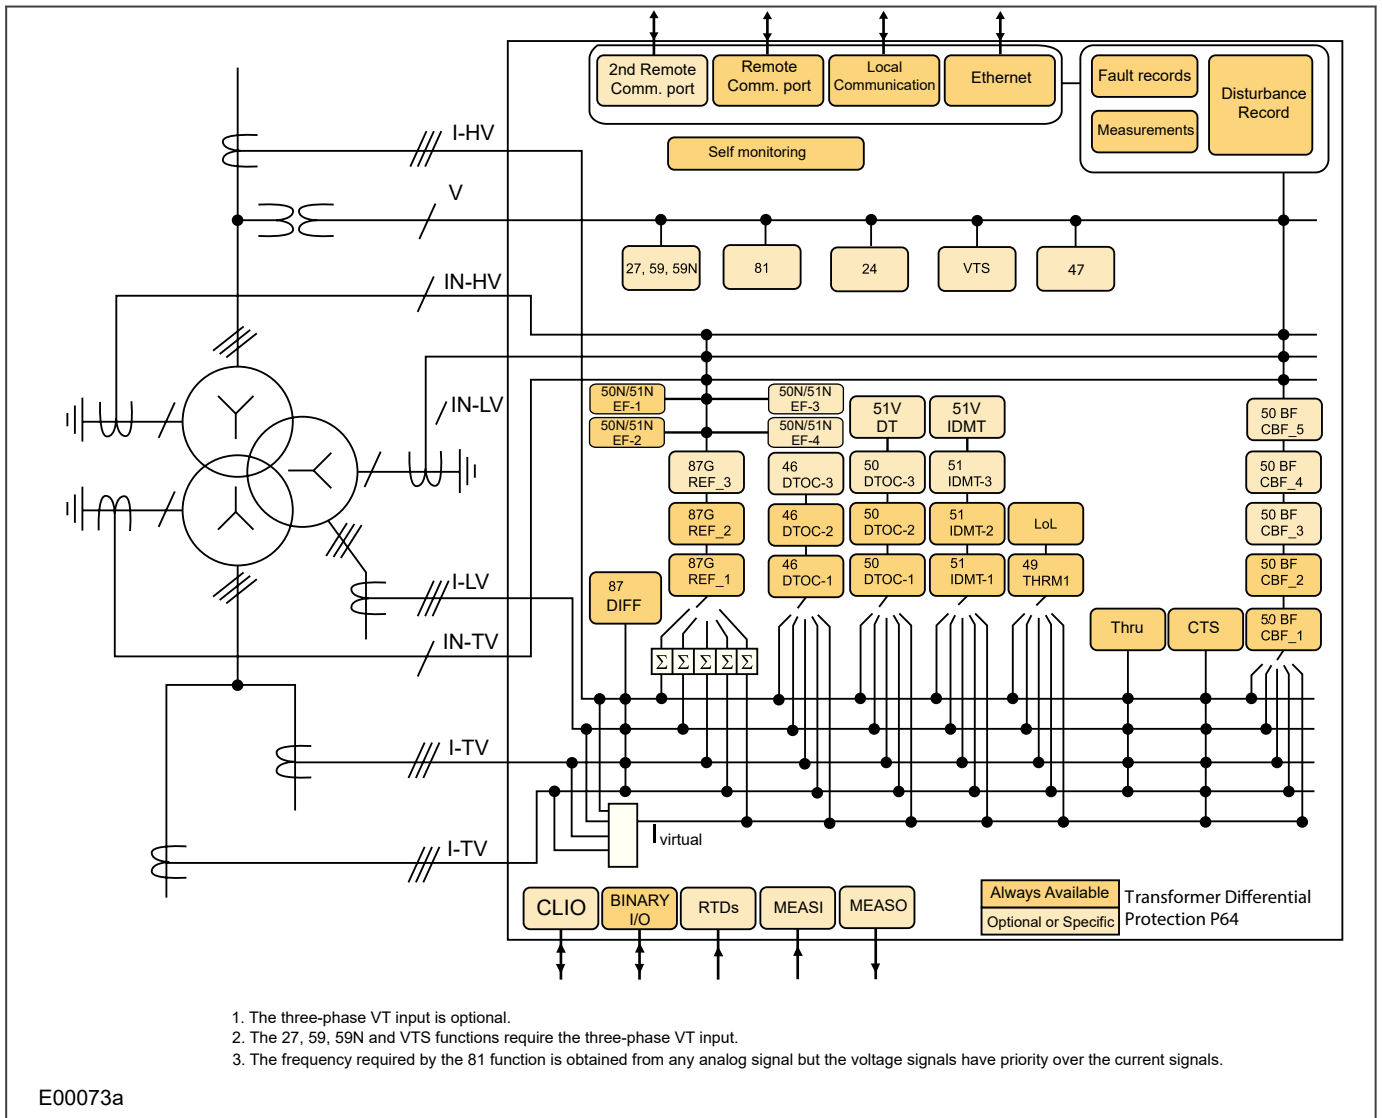 2nd Remote
Comm. port
Remote
Comm. port
Local
Communication
Ethernet
Fault records
Measurements
Disturbance
Record
Self monitoring
I-HV
V
27, 59, 59N
81
24
VTS
47
IN-HV
IN-LV
50N/51N
EF-1
50N/51N
EF-3
50N/51N
EF-2
50N/51N
EF-4
51V
DT
51V
IDMT
50 BF
CBF_5
87G
REF_3
46
DTOC-3
50
DTOC-3
51
IDMT-3
50 BF
CBF_4
87G
REF_2
46
DTOC-2
50
DTOC-2
51
IDMT-2
LoL
50 BF
CBF_3
87
DIFF
87G
REF_1
46
DTOC-1
50
DTOC-1
51
IDMT-1
49
THRM1
50 BF
CBF_2
I-LV
Thru
CTS
50 BF
CBF_1
IN-TV
Σ Σ Σ Σ Σ
I-TV
I virtual
I-TV
CLIO
BINARY
I/O
RTDs
MEASI
MEASO
Always Available
Optional or Specific
Transformer Differential
Protection P64
1. The three-phase VT input is optional.
2. The 27, 59, 59N and VTS functions require the three-phase VT input.
3. The frequency required by the 81 function is obtained from any analog signal but the voltage signals have priority over the current signals.
E00073a